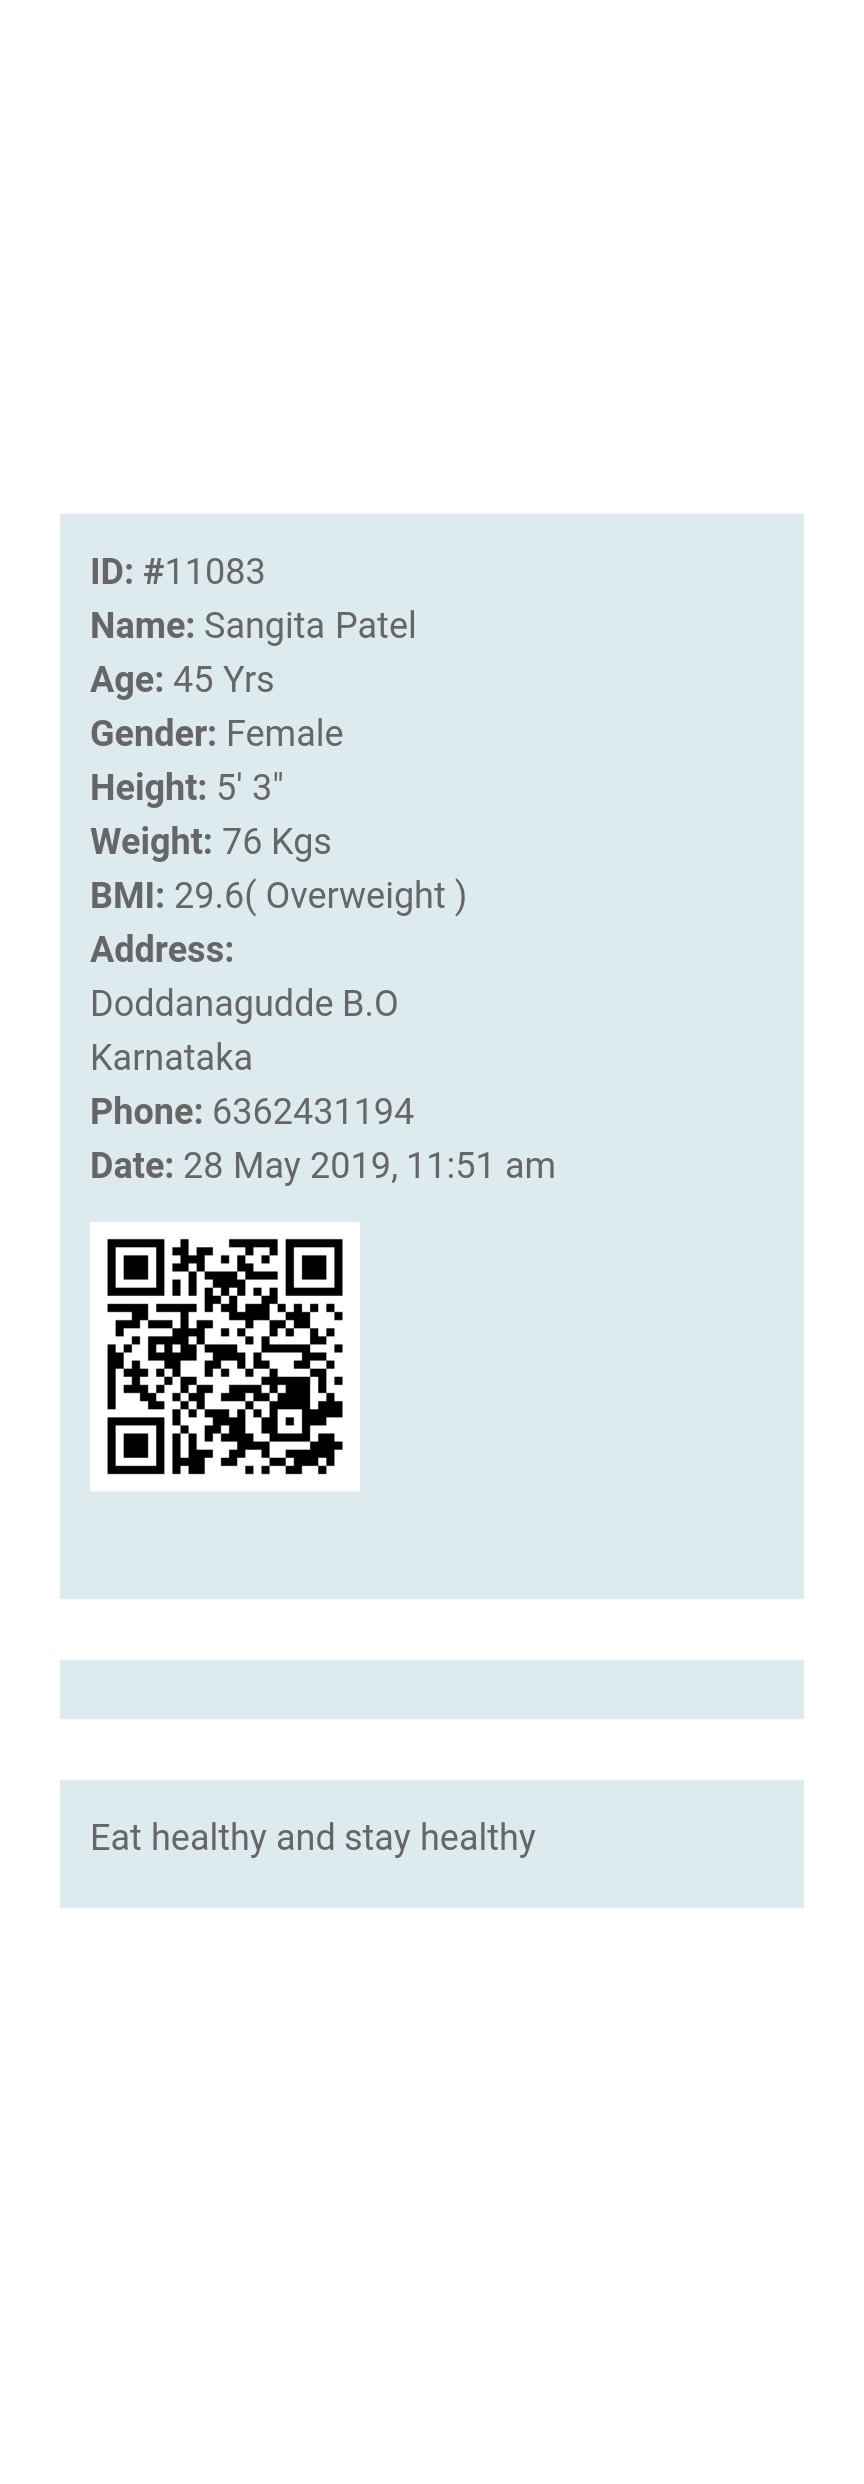 ID: #11083
Name: Sangita Patel
Age: 45 Yrs
Gender: Female
Height: 5' 3"
Weight: 76 Kgs
BMI: 29.6( Overweight )
Address:
Doddanagudde B.O
Karnataka
Phone: 6362431194
Date: 28 May 2019, 11:51 am
Eat healthy and stay healthy